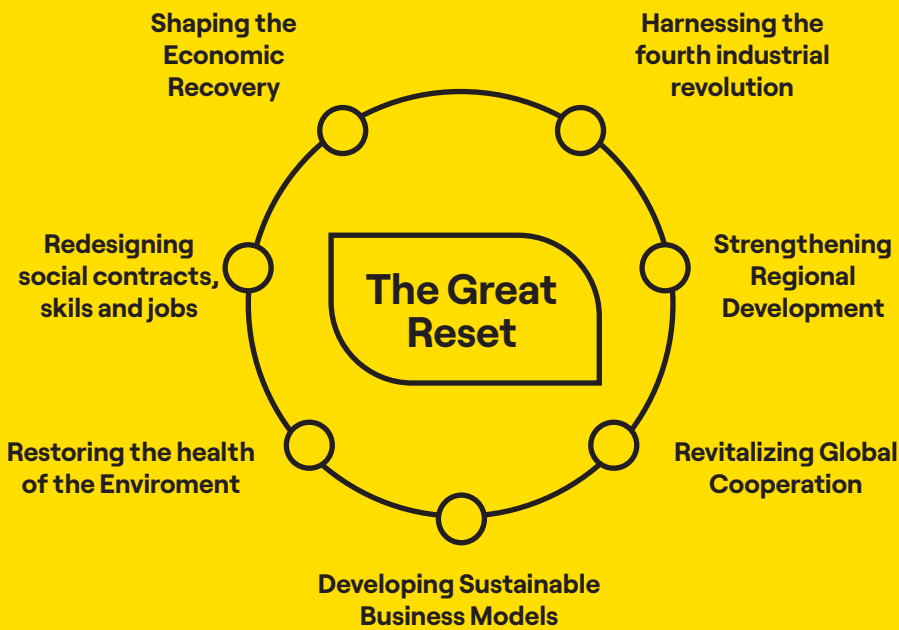 Shaping the
Economic
Recovery
Harnessing the
fourth industrial
revolution
Redesigning
social contracts,
skils and jobs
The Great
Reset
Strengthening
Regional
Development
Restoring the health
of the Enviroment
Revitalizing Global
Cooperation
Developing Sustainable
Business Models